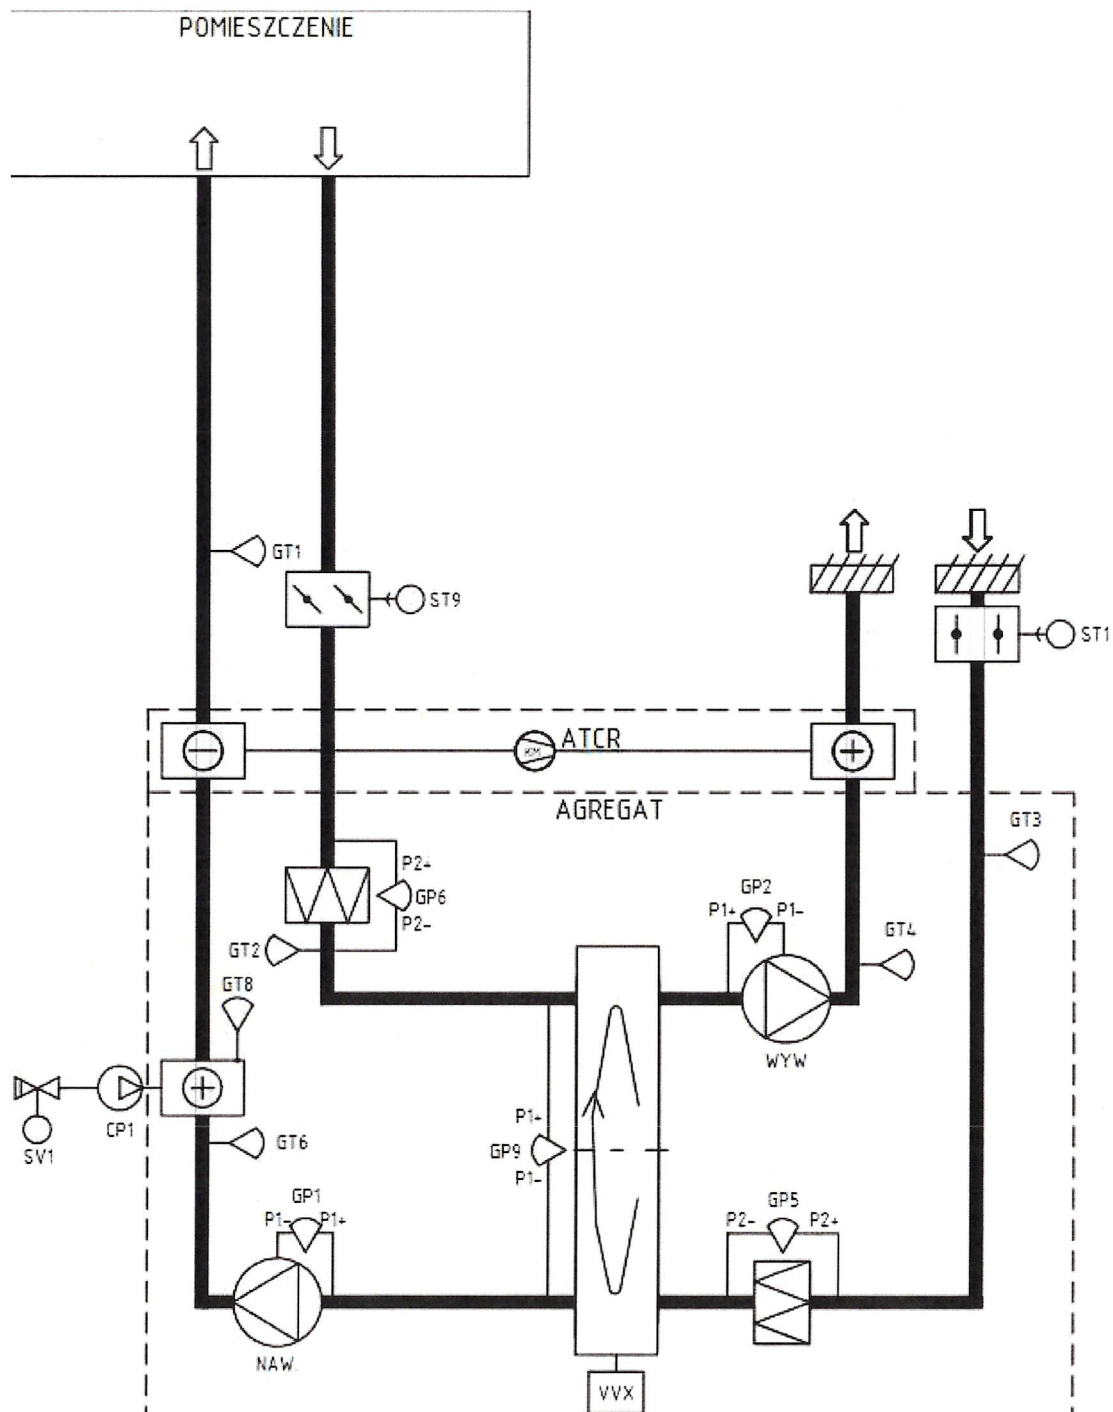 POMIESZCZENIE
GT1
ST9
ST1
ATCR
KM
AGREGAT
GT3
P2+
GP6
P2-
GT2
GP2
P1+ P1-
GT4
GT8
WYW
CP1
SV1
GT6
P1+
GP9
P1-
GP1
P1- P1+
GP5
P2- P2+
NAW.
VVX